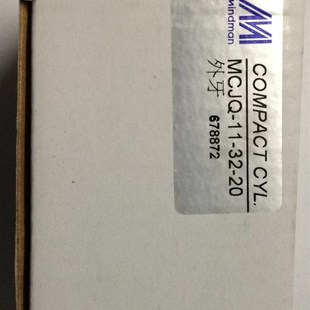 mindman
COMPACT CYL.
MCJQ-11-32-20
外牙
678872